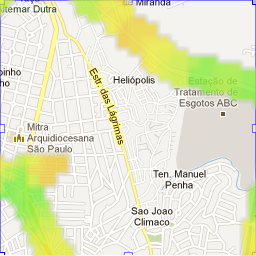 Altemar Dutra
Miranda
Heliópolis
Estr. das Lágrimas
Estação de
Tratamento de
Esgotos ABC
Mitra
Arquidiocesana
São Paulo
Ten. Manuel
Penha
Sao Joao
Climaco